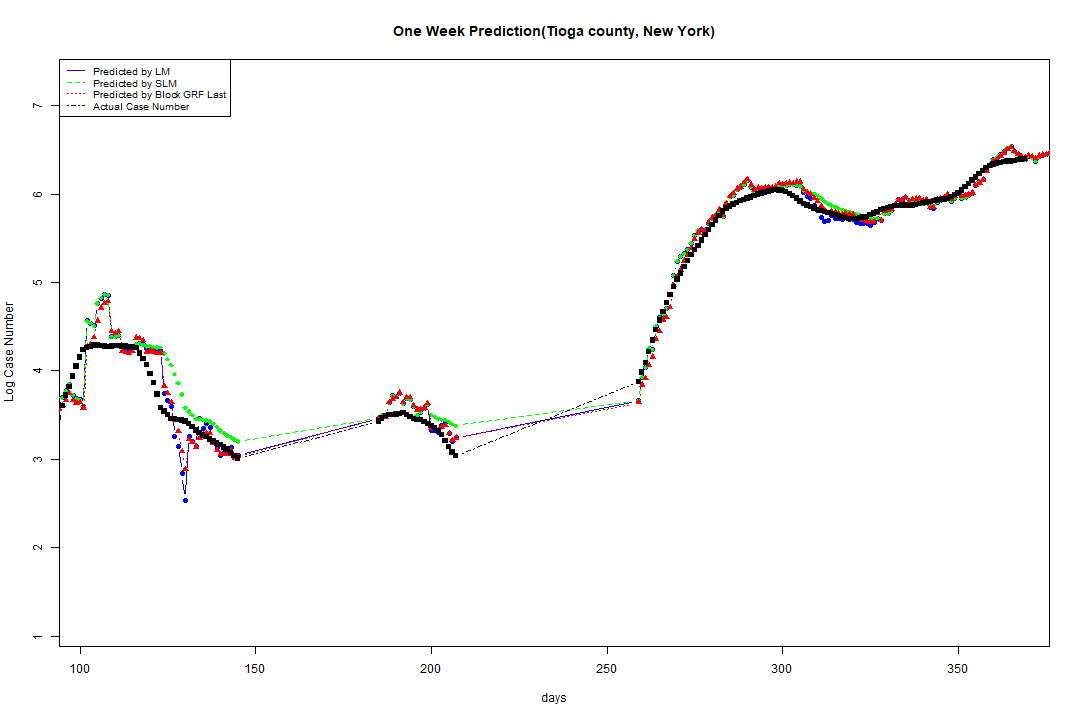 One Week Prediction(Tioga county, New York)
Predicted by LM
Predicted by SLM
Predicted by Block GRF Last
Actual Case Number
Log Case Number
7
6
5
4
3
2
1
100 150 200 250 300 350
days